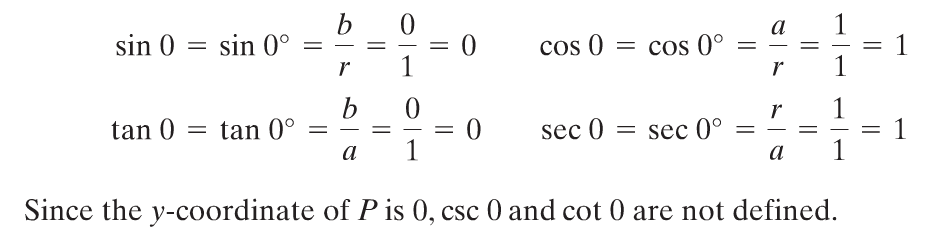 sin 0 = sin 0° = b/r = 0/1 = 0 cos 0 = cos 0° = a/r = 1/1 = 1
tan 0 = tan 0° = b/a = 0/1 = 0 sec 0 = sec 0° = r/a = 1/1 = 1
Since the y-coordinate of P is 0, csc 0 and cot 0 are not defined.